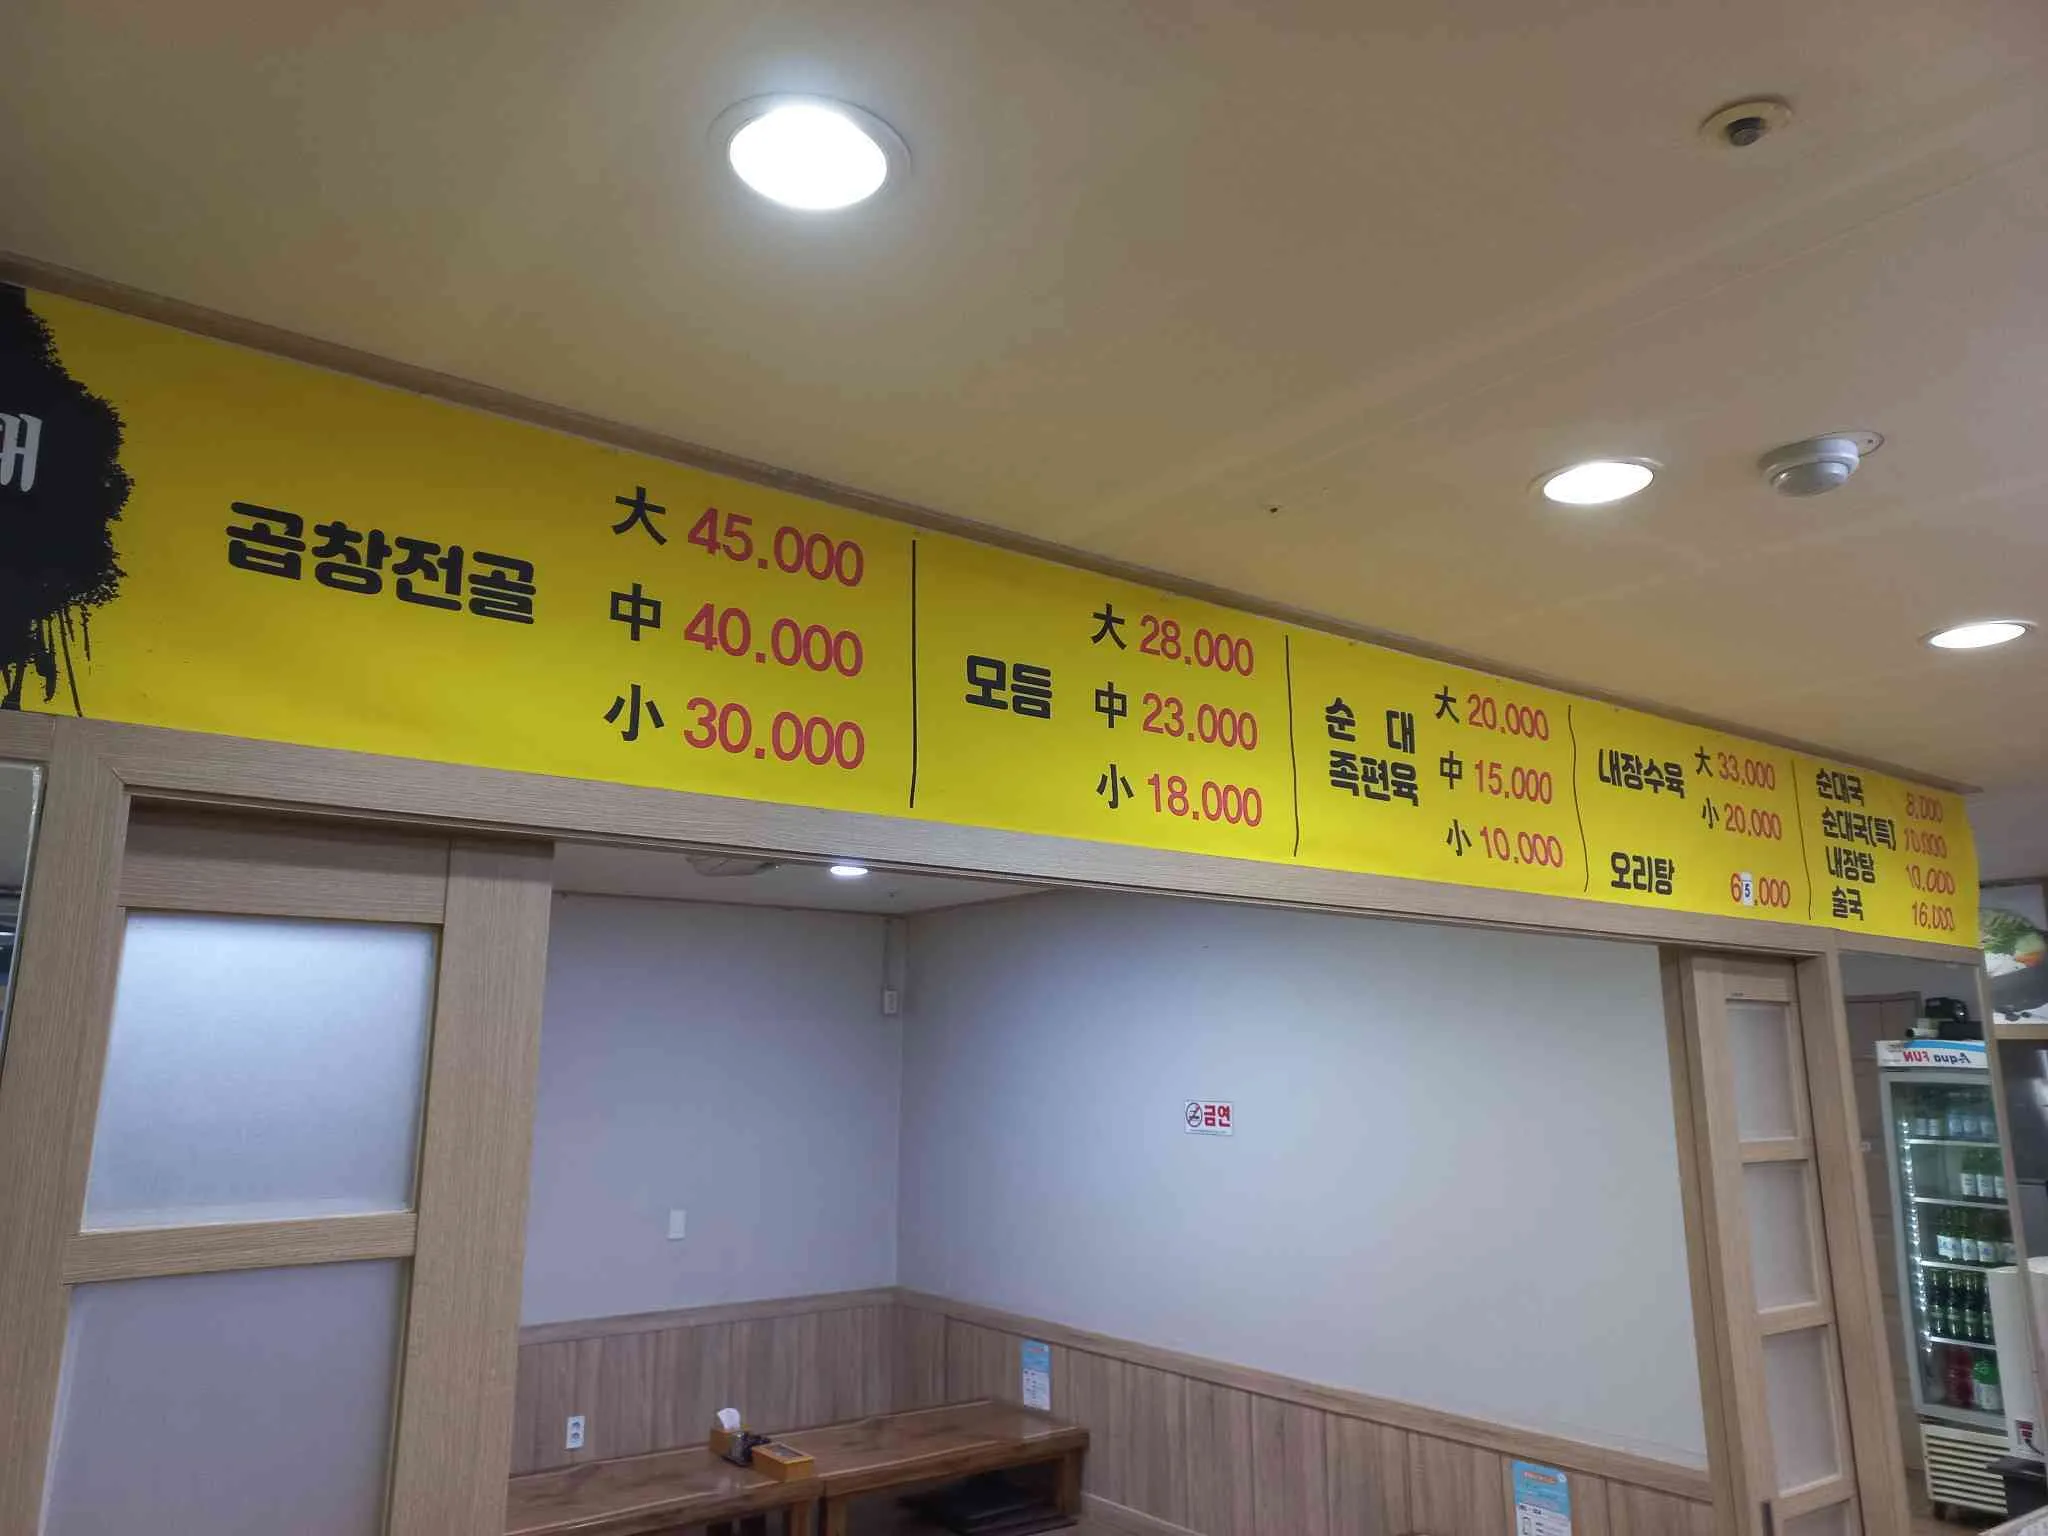 곱창전골
大 45.000
中 40.000
小 30.000
모듬
大 28.000
中 23.000
小 18.000
순 대
족편육
大 20.000
中 15.000
小 10.000
내장수육
大 33.000
小 20.000
오리탕 65.000
순대국 8.000
순대국(특) 10.000
내장탕 10.000
술국 16.000
금연
Aqua FUN